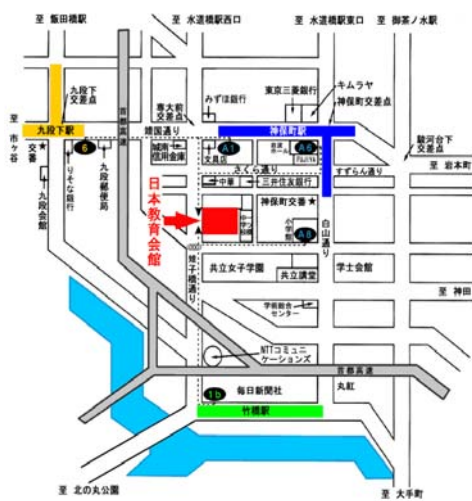 至 飯田橋駅
至 水道橋駅西口
至 水道橋駅東口
至 御茶ノ水駅
九段下
交差点
首都高速
専大前
交差点
みずほ銀行
東京三菱銀行
キムラヤ
神保町交差点
至 市ヶ谷
九段下駅
靖国通り
神保町駅
駿河台下
交差点
交番
6
城南
信用金庫
A1
文具店
岩波
ホール
A6
さくら通り
すずらん通り
至 岩本町
九段会館
りそな銀行
九段郵便局
中華
三井住友銀行
日本教育会館
神保町交番
小学館
A8
白山通り
雉子橋通り
共立女子学園
共立講堂
学士会館
至 神田
学術総合
センター
NTTコミュニ
ケーションズ
首都高速
1b
毎日新聞社
丸紅
竹橋駅
至 北の丸公園
至 大手町